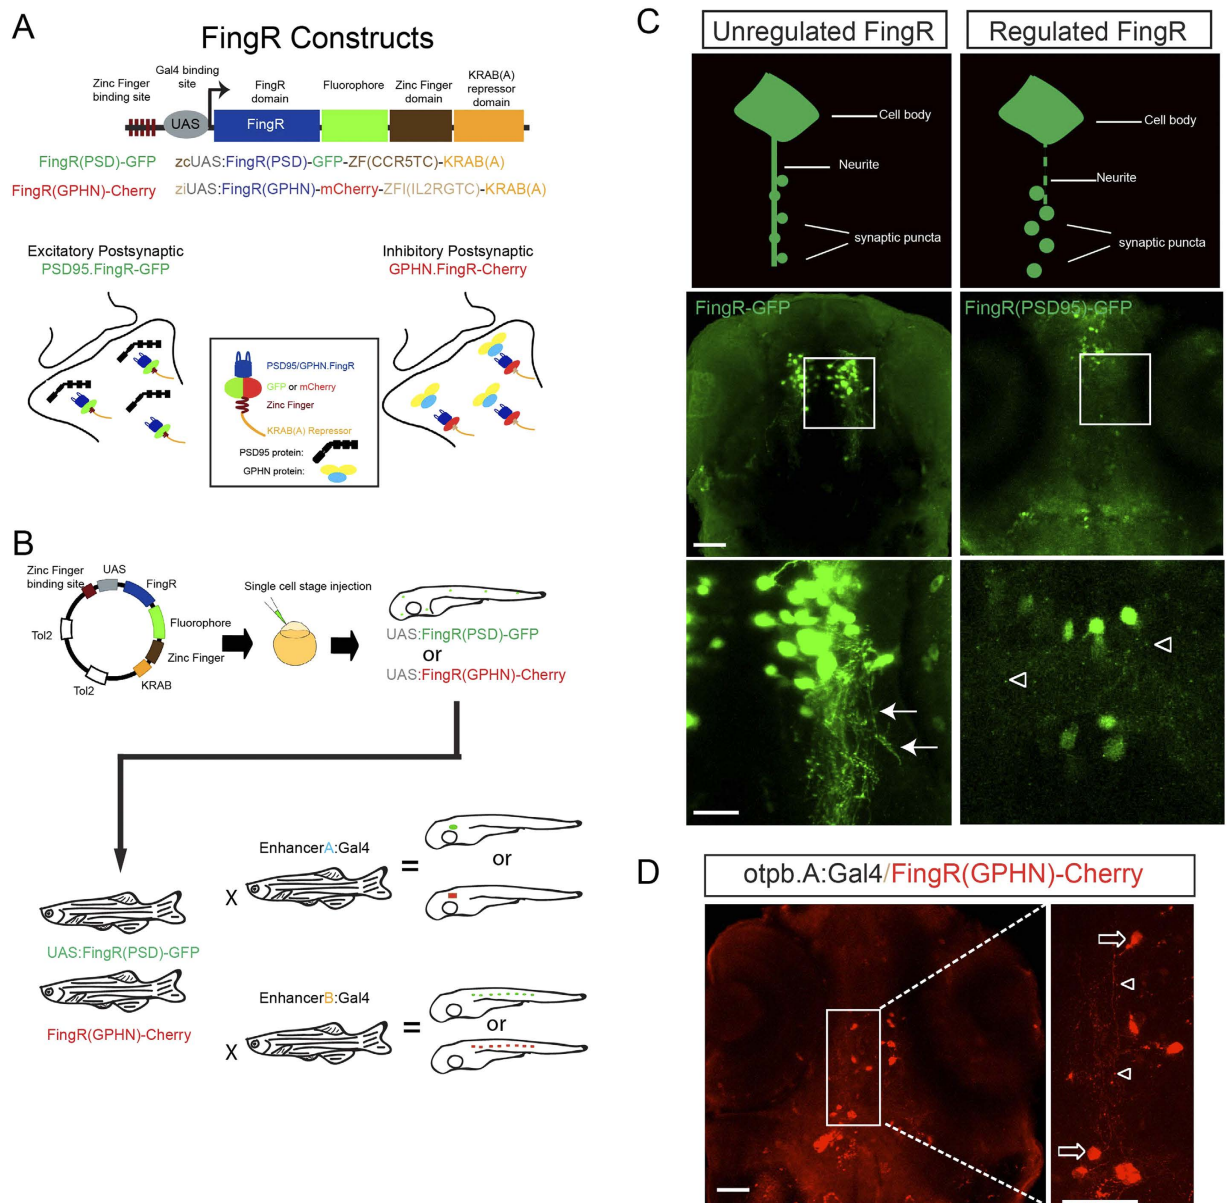 A
FingR Constructs
Zinc Finger
binding site
Gal4 binding
site
FingR
domain
Fluorophore
Zinc Finger
domain
KRAB(A)
repressor
domain
UAS
FingR
FingR(PSD)-GFP
zcUAS:FingR(PSD)-GFP-ZF(CCR5TC)-KRAB(A)
FingR(GPHN)-Cherry
ziUAS:FingR(GPHN)-mCherry-ZFI(IL2RGTC)-KRAB(A)
Excitatory Postsynaptic
PSD95.FingR-GFP
Inhibitory Postsynaptic
GPHN.FingR-Cherry
PSD95/GPHN.FingR
GFP or mCherry
Zinc Finger
KRAB(A) Repressor
PSD95 protein:
GPHN protein:
B
Zinc Finger
binding site
UAS
FingR
Fluorophore
Zinc Finger
KRAB
Tol2
Tol2
Single cell stage injection
UAS:FingR(PSD)-GFP
or
UAS:FingR(GPHN)-Cherry
UAS:FingR(PSD)-GFP
FingR(GPHN)-Cherry
EnhancerA:Gal4
X
=
or
EnhancerB:Gal4
X
=
or
C
Unregulated FingR
Regulated FingR
Cell body
Neurite
synaptic puncta
Cell body
Neurite
synaptic puncta
FingR-GFP
FingR(PSD95)-GFP
D
otpb.A:Gal4/FingR(GPHN)-Cherry